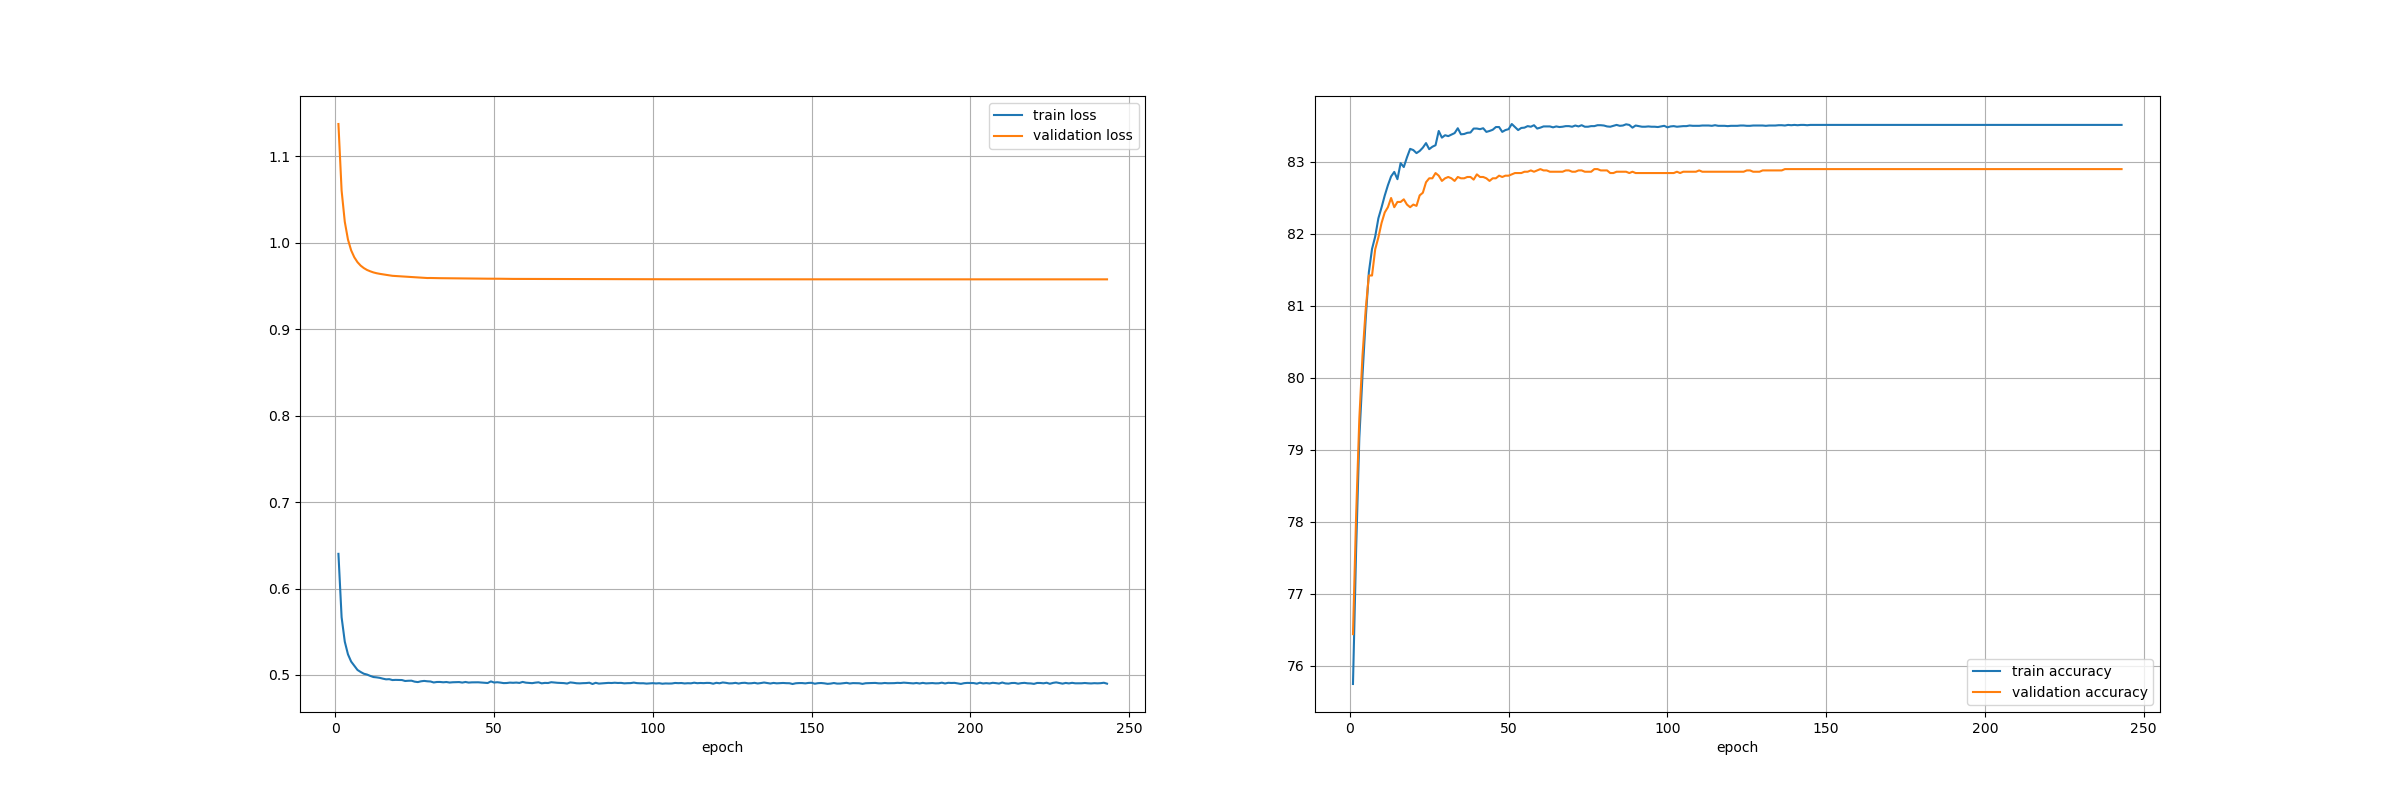 train loss
validation loss
1.1
1.0
0.9
0.8
0.7
0.6
0.5
0 50 100 150 200 250
epoch
83
82
81
80
79
78
77
76
train accuracy
validation accuracy
0 50 100 150 200 250
epoch